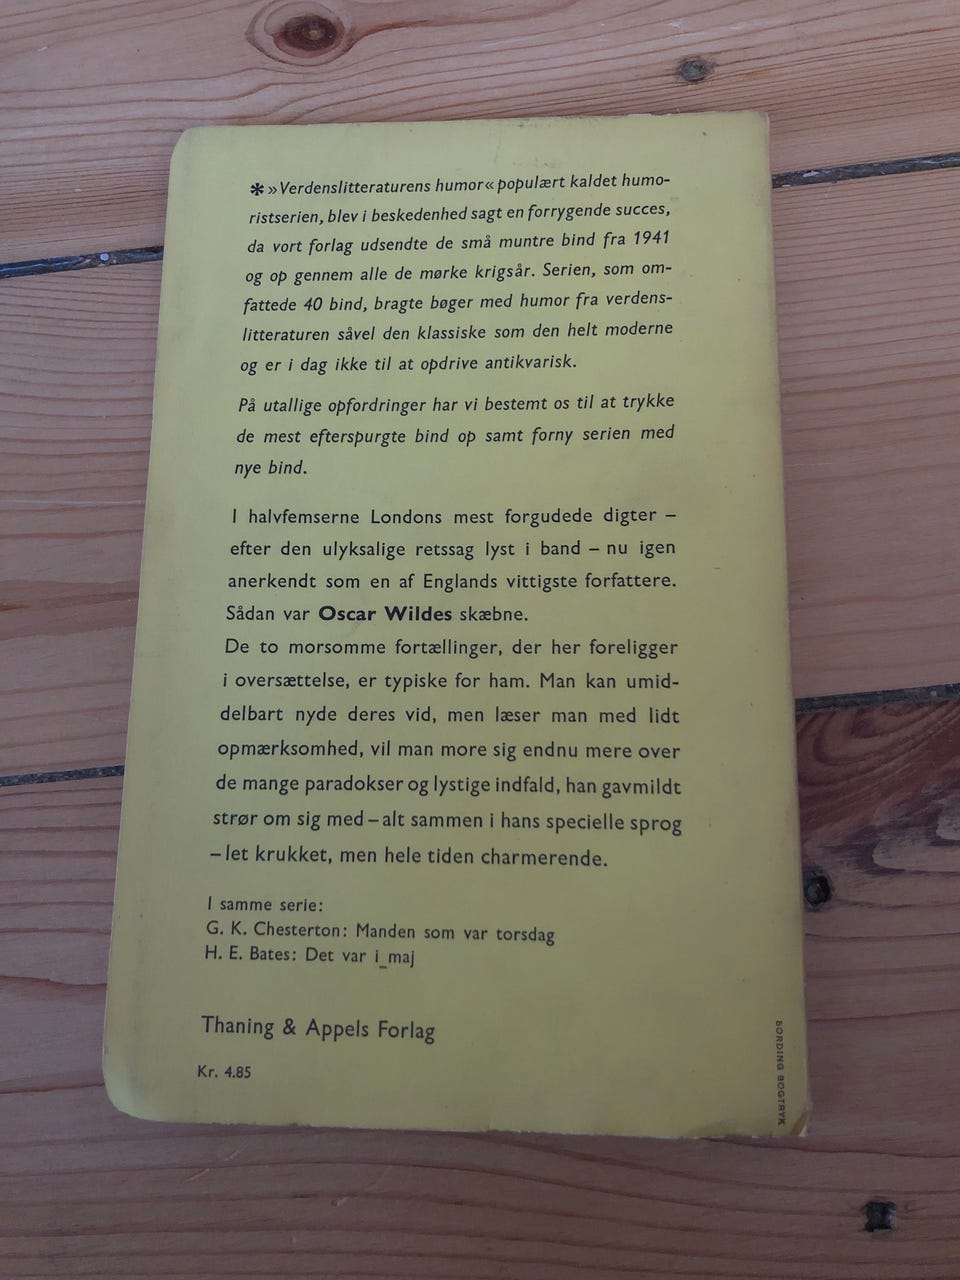 *»Verdenslitteraturens humor« populært kaldet humo-
ristserien, blev i beskedenhed sagt en forrygende succes,
da vort forlag udsendte de små muntre bind fra 1941
og op gennem alle de mørke krigsår. Serien, som om-
fattede 40 bind, bragte bøger med humor fra verdens-
litteraturen såvel den klassiske som den helt moderne
og er i dag ikke til at opdrive antikvarisk.
På utallige opfordringer har vi bestemt os til at trykke
de mest efterspurgte bind op samt forny serien med
nye bind.
I halvfemserne Londons mest forgudede digter –
efter den ulyksalige retssag lyst i band – nu igen
anerkendt som en af Englands vittigste forfattere.
Sådan var Oscar Wildes skæbne.
De to morsomme fortællinger, der her foreligger
i oversættelse, er typiske for ham. Man kan umid-
delbart nyde deres vid, men læser man med lidt
opmærksomhed, vil man more sig endnu mere over
de mange paradokser og lystige indfald, han gavmildt
strør om sig med – alt sammen i hans specielle sprog
– let krukket, men hele tiden charmerende.
I samme serie:
G. K. Chesterton: Manden som var torsdag
H. E. Bates: Det var i_maj
Thaning & Appels Forlag
Kr. 4.85
BORDING BOGTRYK